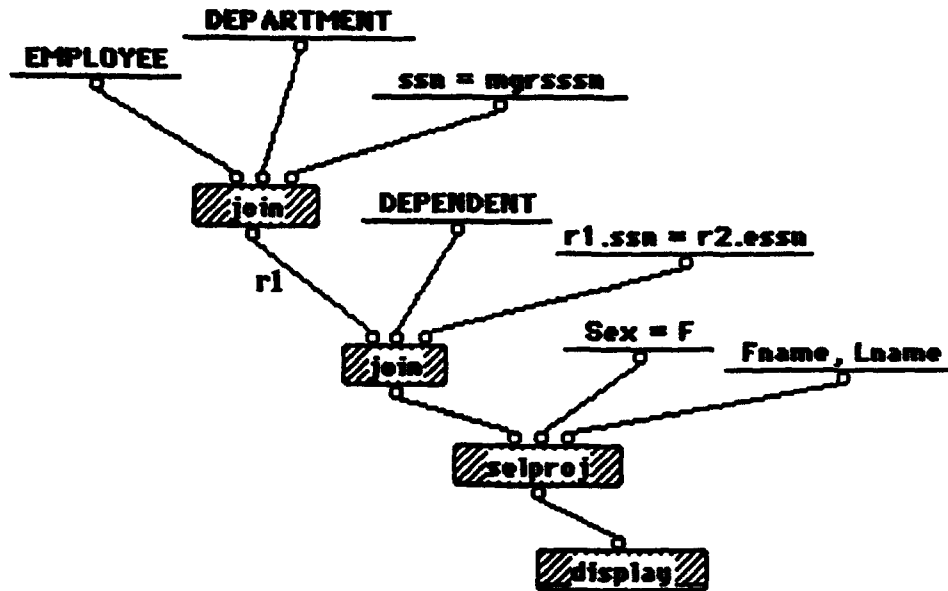 DEPARTMENT
EMPLOYEE
ssn = mgrsssn
join
DEPENDENT
r1.ssn = r2.essn
r1
Sex = F
join
Fname, Lname
selproj
display